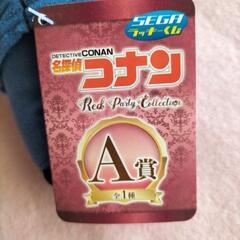 SEGA
ラッキーくじ
DETECTIVE CONAN
名探偵
コナン
Red Party Collection
A賞
全1種